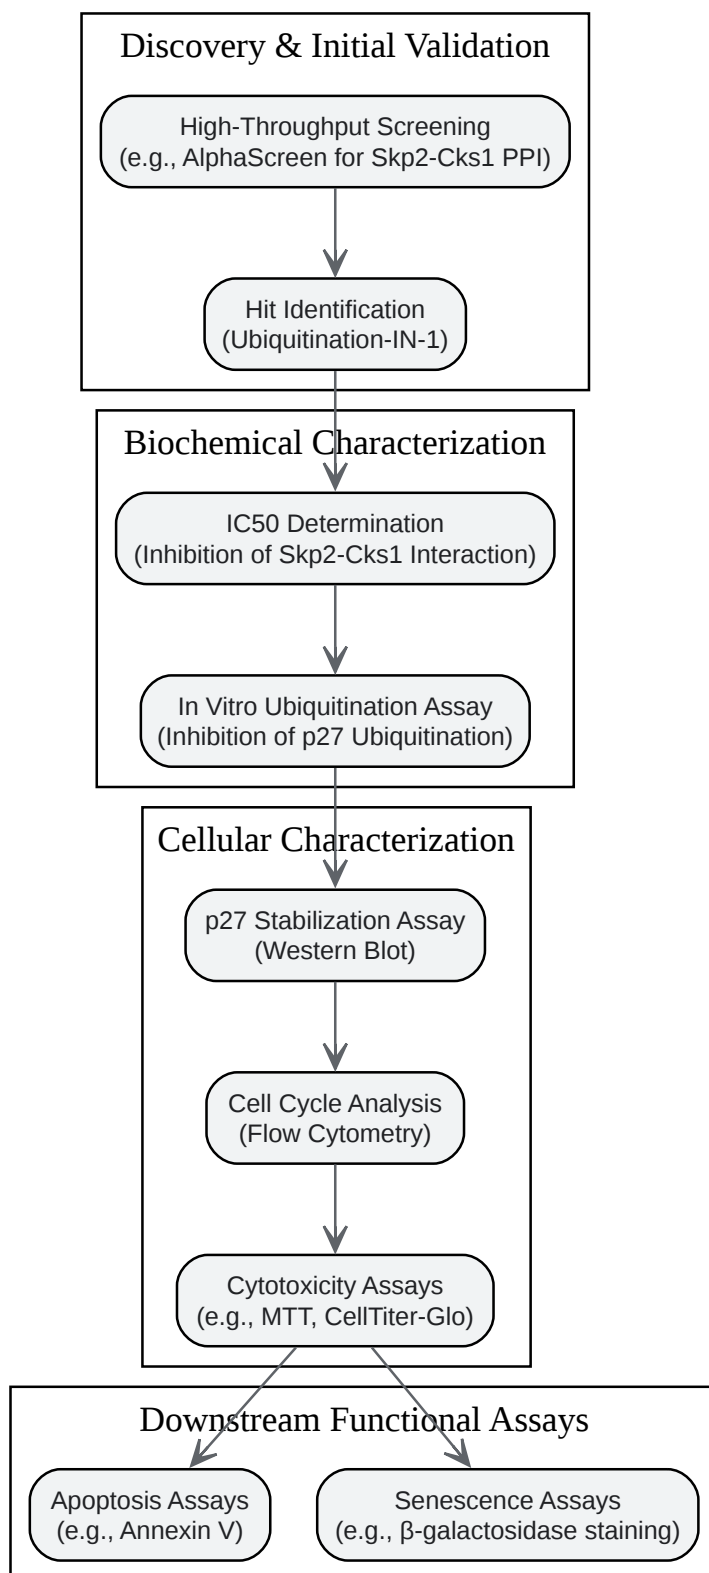 Discovery & Initial Validation
High-Throughput Screening
(e.g., AlphaScreen for Skp2-Cks1 PPI)
Hit Identification
(Ubiquitination-IN-1)
Biochemical Characterization
IC50 Determination
(Inhibition of Skp2-Cks1 Interaction)
In Vitro Ubiquitination Assay
(Inhibition of p27 Ubiquitination)
Cellular Characterization
p27 Stabilization Assay
(Western Blot)
Cell Cycle Analysis
(Flow Cytometry)
Cytotoxicity Assays
(e.g., MTT, CellTiter-Glo)
Downstream Functional Assays
Apoptosis Assays
(e.g., Annexin V)
Senescence Assays
(e.g., β-galactosidase staining)